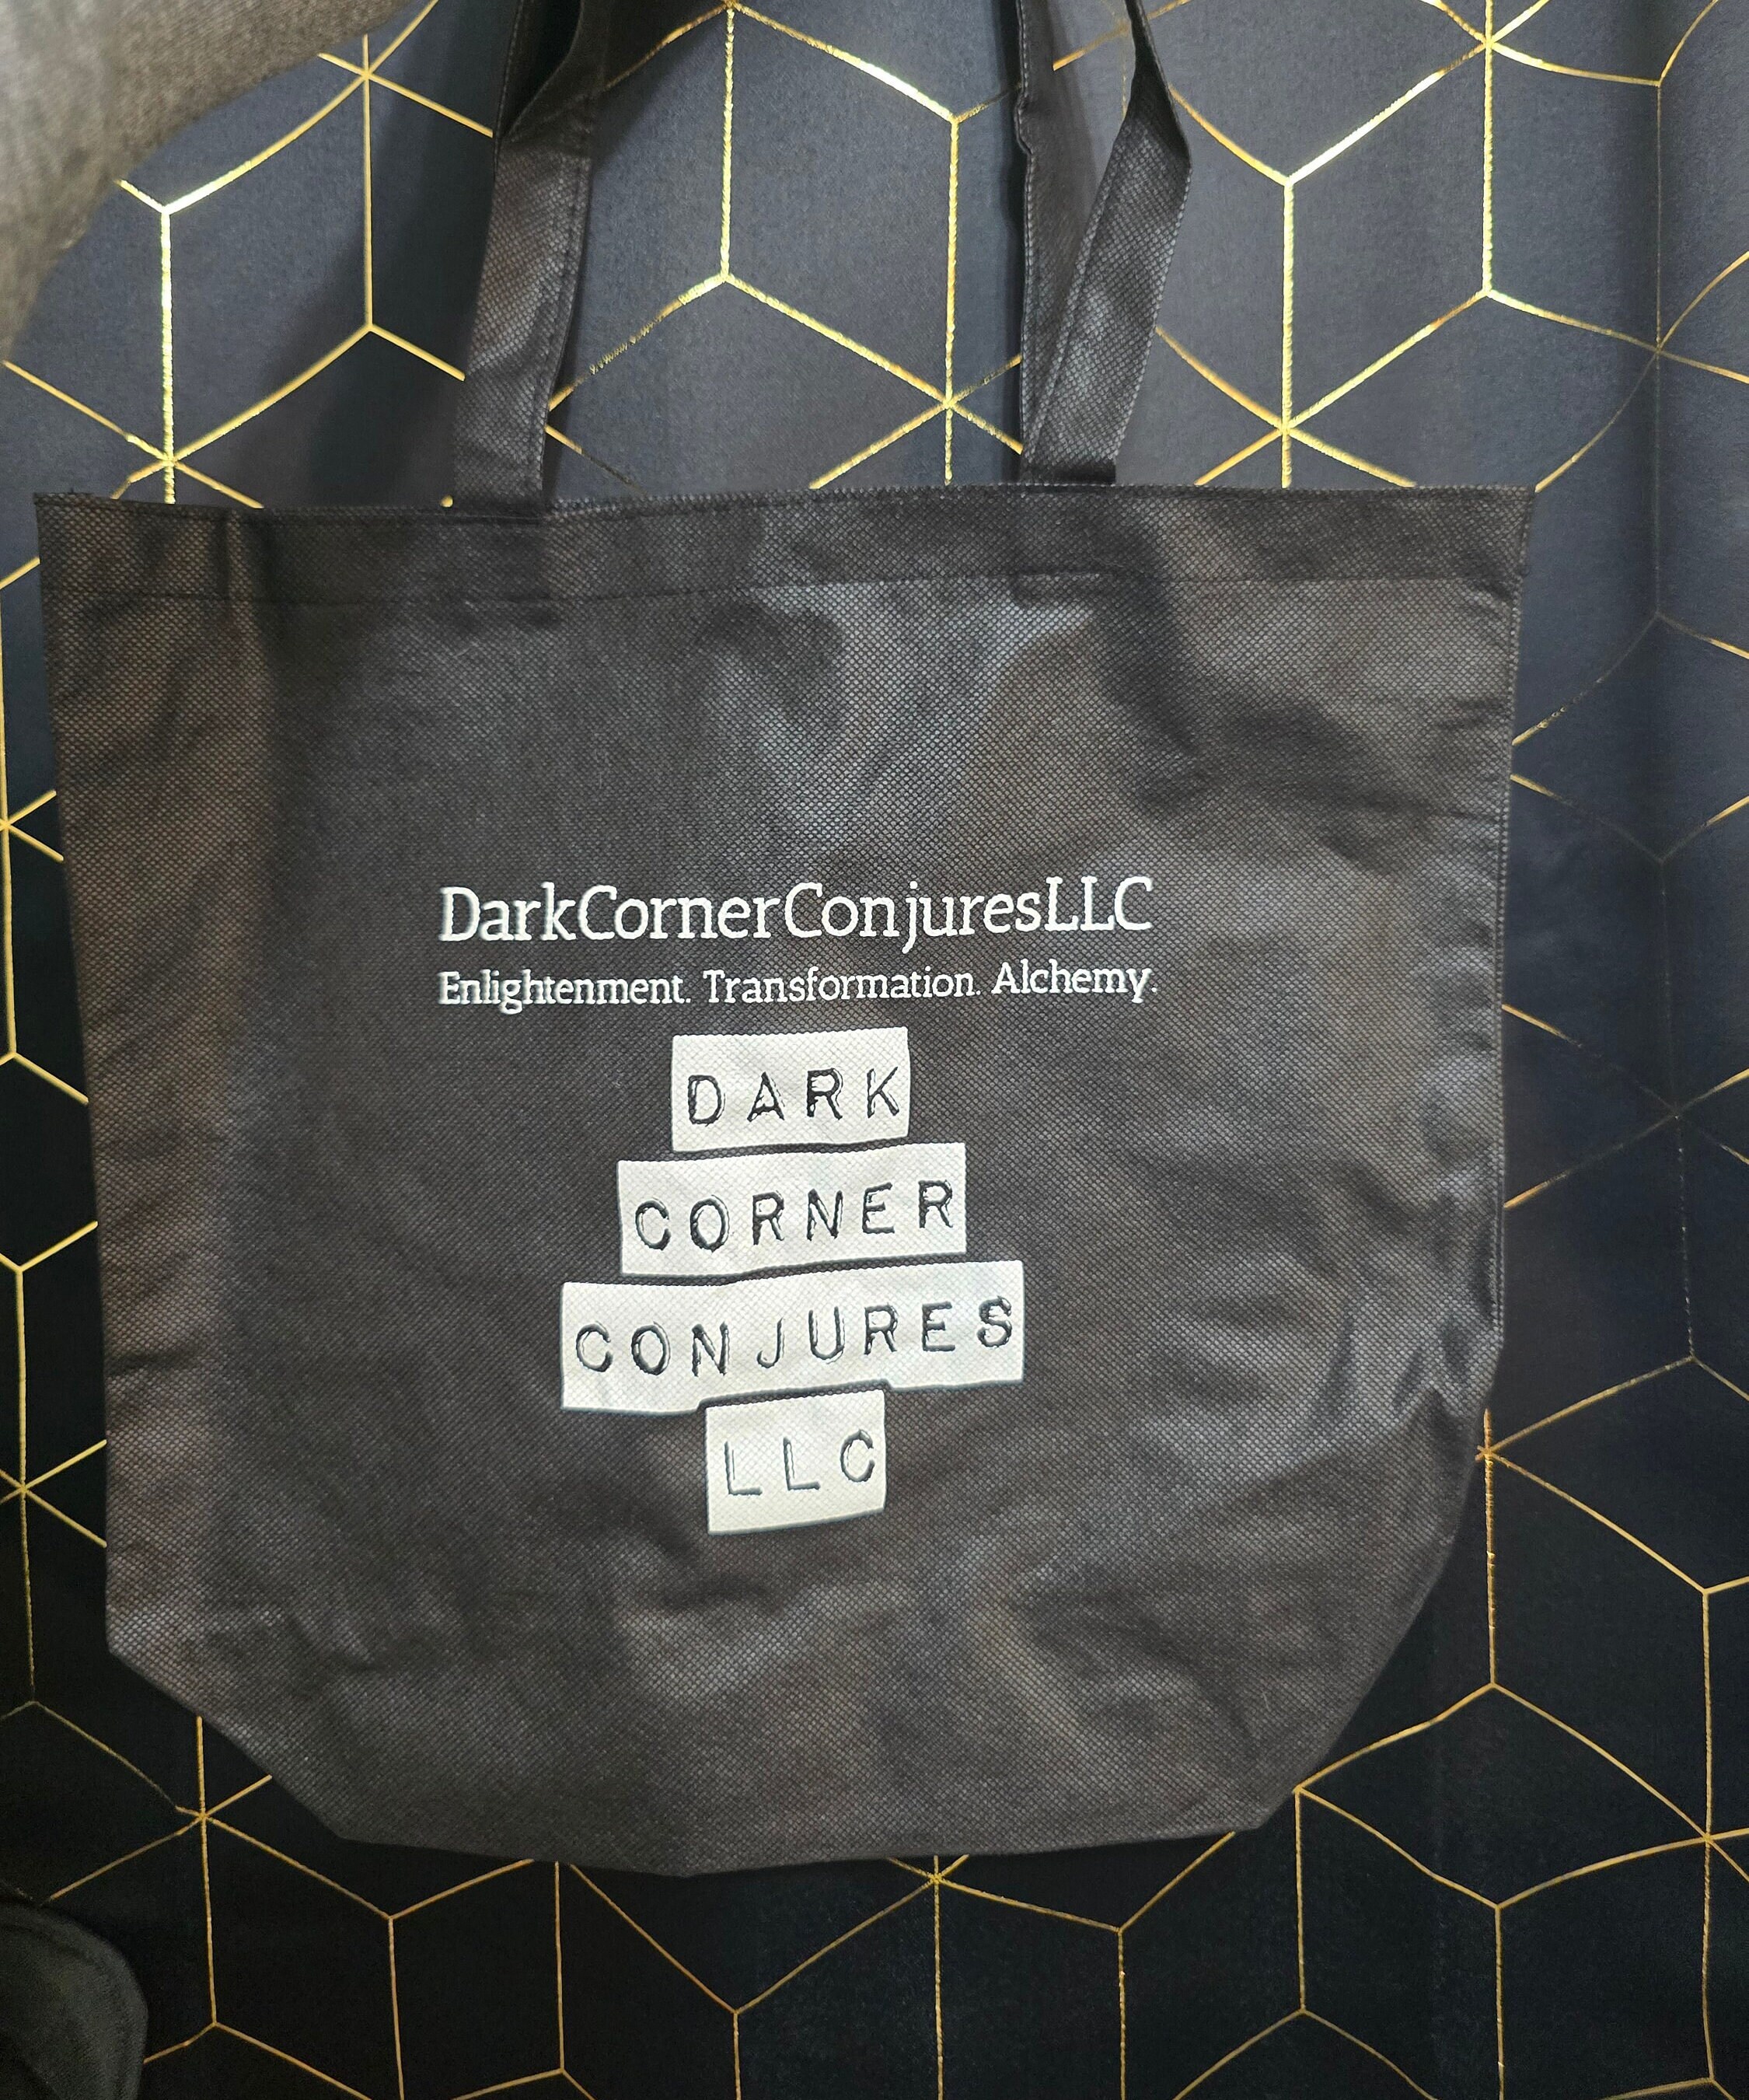 DarkCornerConjuresLLC
Enlightenment. Transformation. Alchemy.
DARK
CORNER
CONJURES
LLC